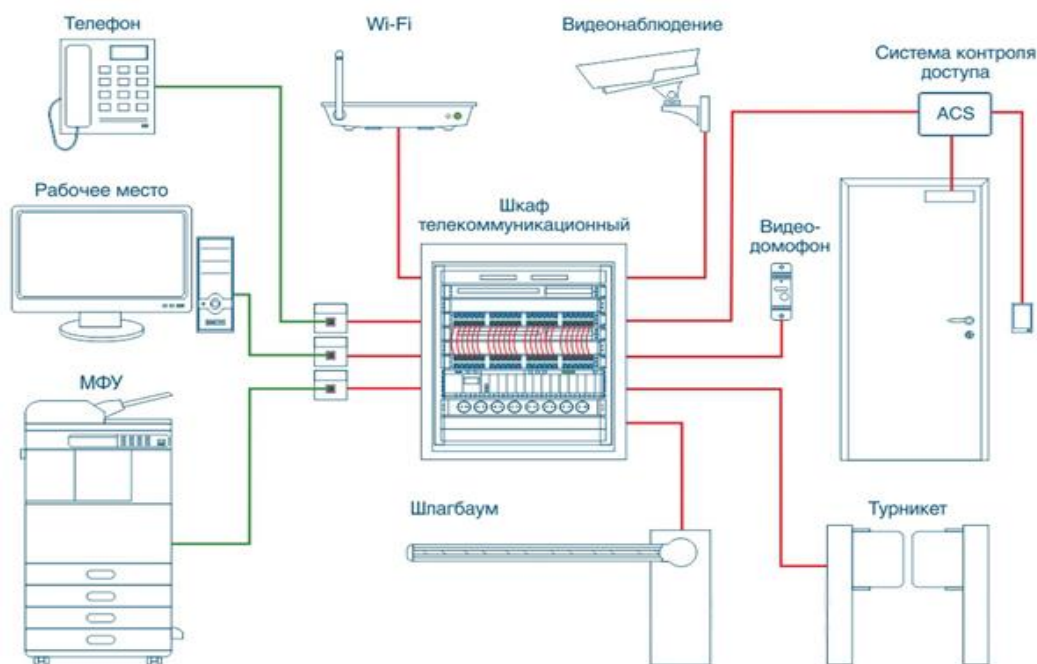 Телефон
Wi-Fi
Видеонаблюдение
Система контроля
доступа
ACS
Рабочее место
Шкаф
телекоммуникационный
Видео-
домофон
МФУ
Шлагбаум
Турникет